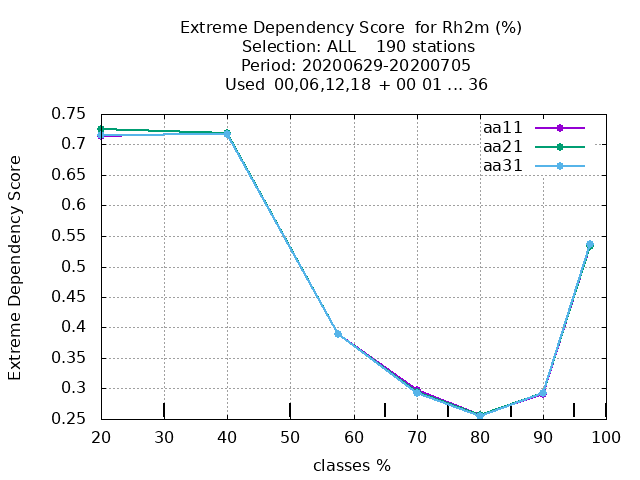 Extreme Dependency Score  for Rh2m (%)
Selection: ALL    190 stations
Period: 20200629-20200705
Used  00,06,12,18 + 00 01 ... 36
aa11
aa21
aa31
Extreme Dependency Score
0.75
0.7
0.65
0.6
0.55
0.5
0.45
0.4
0.35
0.3
0.25
20 30 40 50 60 70 80 90 100
classes %